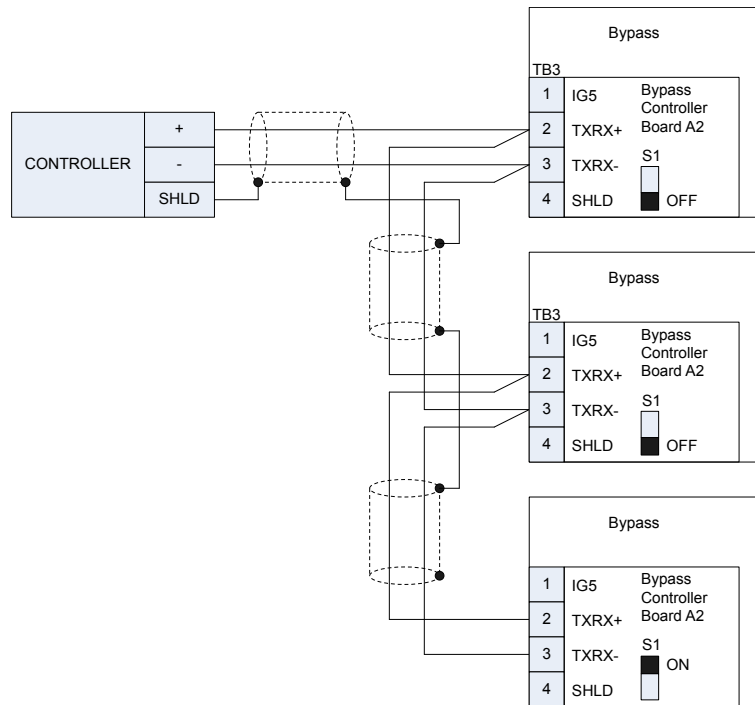 Bypass
TB3
1 IG5 Bypass
Controller
Board A2
2 TXRX+
3 TXRX-
S1
4 SHLD OFF
CONTROLLER
+
-
SHLD
Bypass
TB3
1 IG5 Bypass
Controller
Board A2
2 TXRX+
S1
3 TXRX-
4 SHLD OFF
Bypass
1 IG5 Bypass
Controller
Board A2
2 TXRX+
S1
3 TXRX- ON
4 SHLD